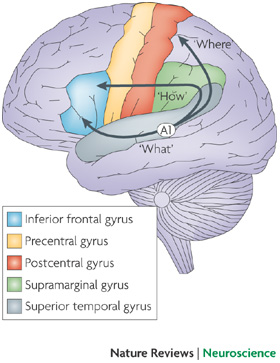 'Where'
'How'
A1
'What'
Inferior frontal gyrus
Precentral gyrus
Postcentral gyrus
Supramarginal gyrus
Superior temporal gyrus
Nature Reviews | Neuroscience